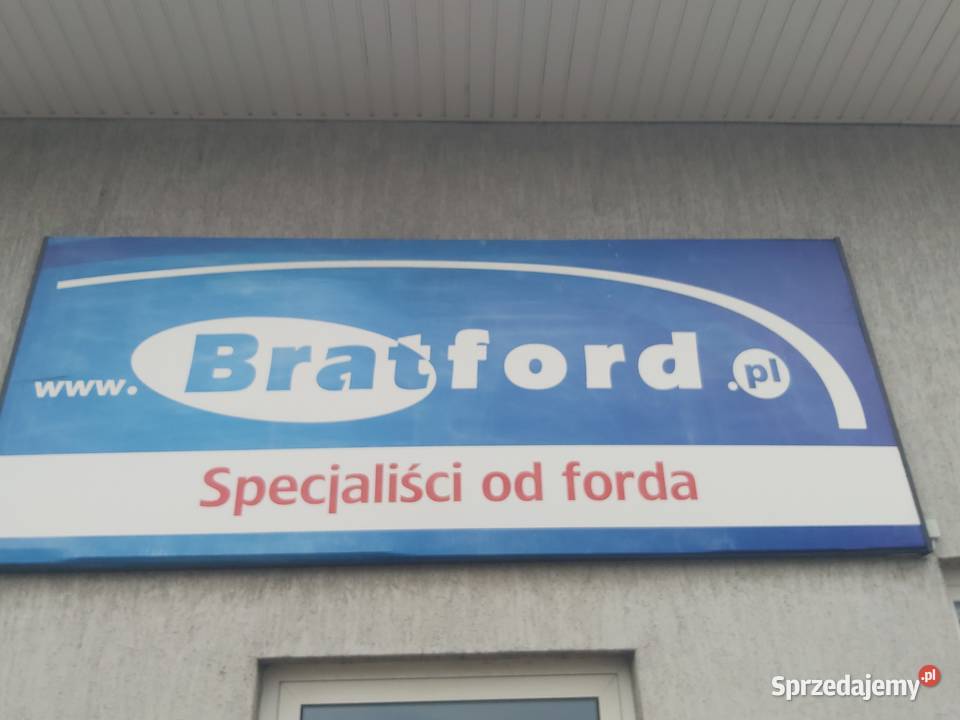 www.Bratford.pl
Specjaliści od forda
Sprzedajemy.pl